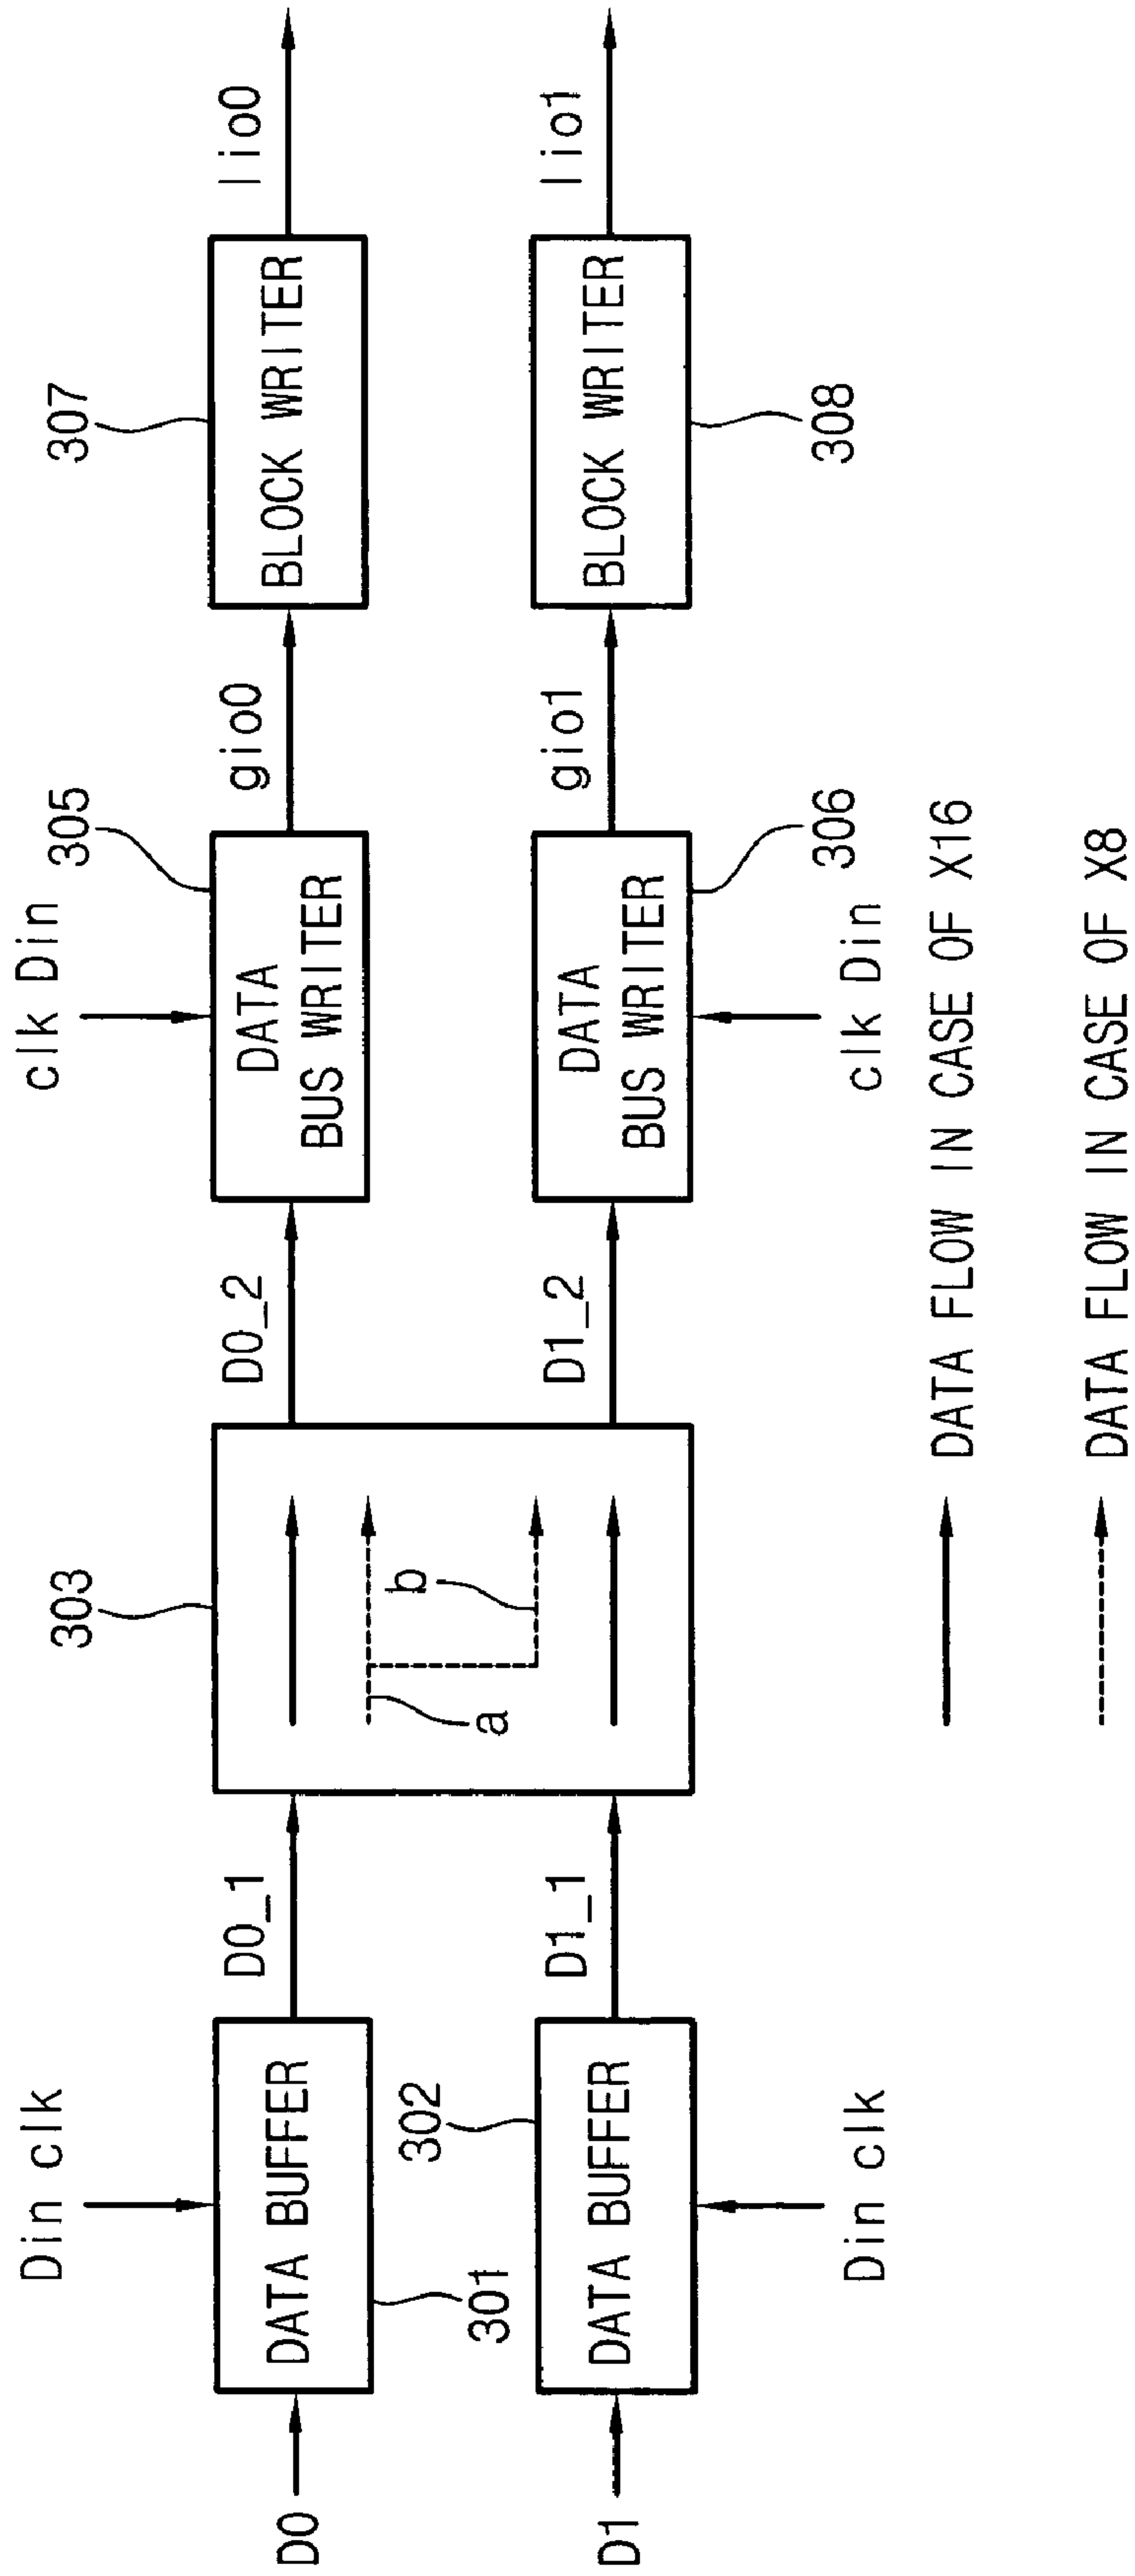 Din clk
clk Din
303
305
307
D0
DATA BUFFER
D0_1
D0_2
DATA
BUS WRITER
gio0
BLOCK WRITER
lio0
301
302
a
b
D1
DATA BUFFER
D1_1
D1_2
DATA
BUS WRITER
gio1
BLOCK WRITER
lio1
306
308
Din clk
clk Din
DATA FLOW IN CASE OF X16
DATA FLOW IN CASE OF X8